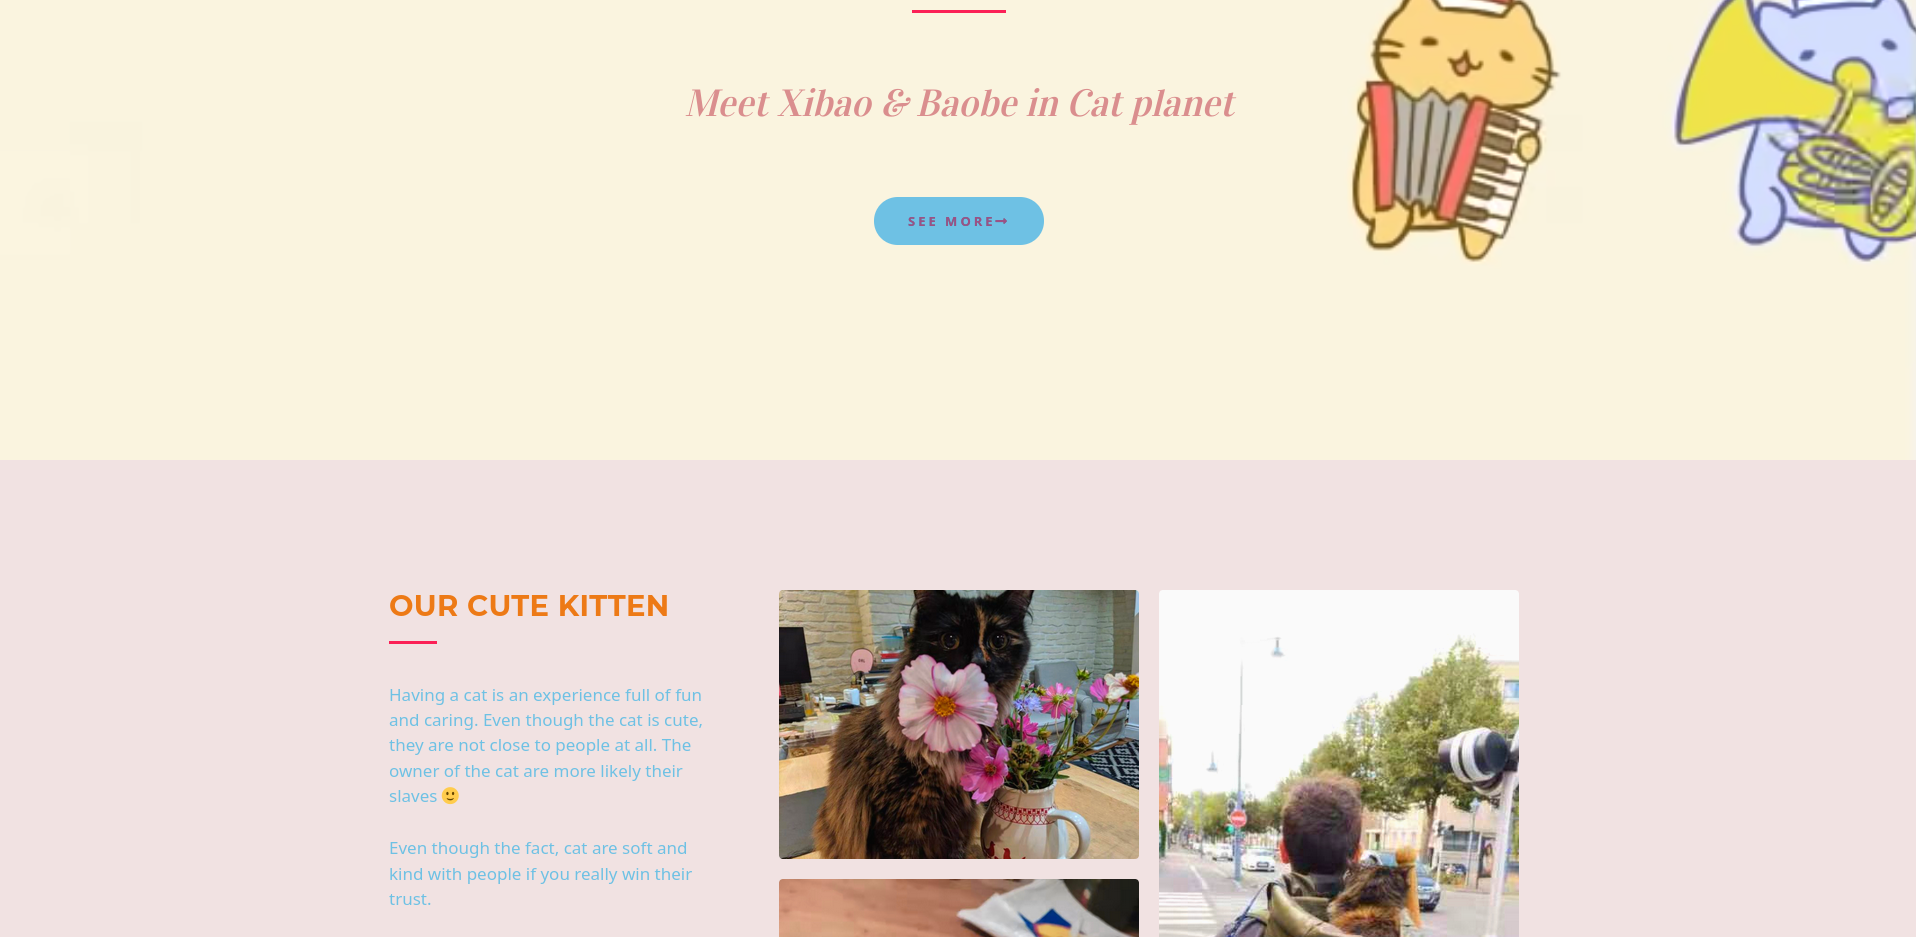 Meet Xibao & Baobe in Cat planet
SEE MORE→
OUR CUTE KITTEN
Having a cat is an experience full of fun
and caring. Even though the cat is cute,
they are not close to people at all. The
owner of the cat are more likely their
slaves 🙂
Even though the fact, cat are soft and
kind with people if you really win their
trust.